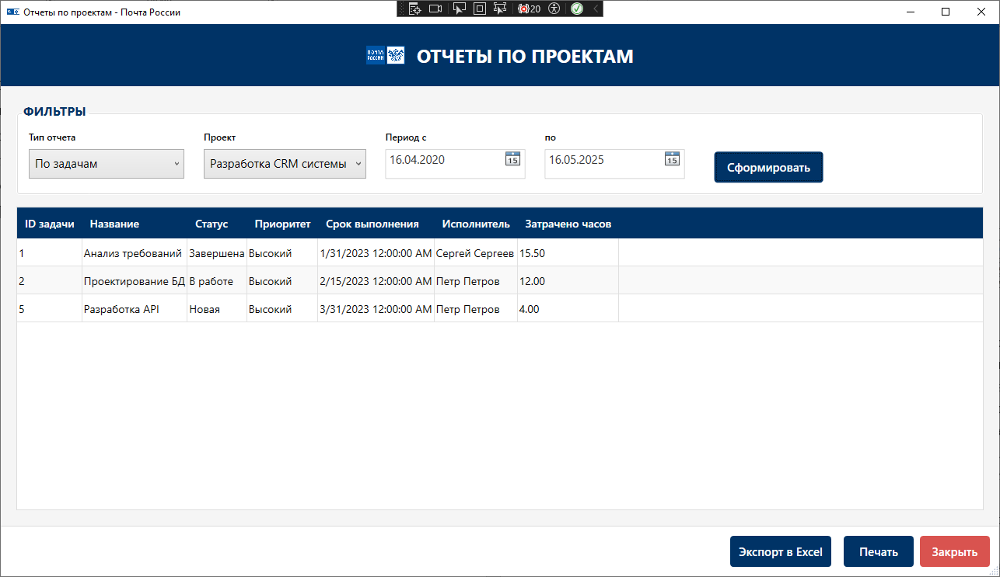 Отчеты по проектам - Почта России
20
ПОЧТА РОССИИ ОТЧЕТЫ ПО ПРОЕКТАМ
ФИЛЬТРЫ
Тип отчета Проект Период с по
По задачам Разработка CRM системы 16.04.2020 15 16.05.2025 15 Сформировать
ID задачи Название Статус Приоритет Срок выполнения Исполнитель Затрачено часов
1 Анализ требований Завершена Высокий 1/31/2023 12:00:00 AM Сергей Сергеев 15.50
2 Проектирование БД В работе Высокий 2/15/2023 12:00:00 AM Петр Петров 12.00
5 Разработка API Новая Высокий 3/31/2023 12:00:00 AM Петр Петров 4.00
Экспорт в Excel Печать Закрыть